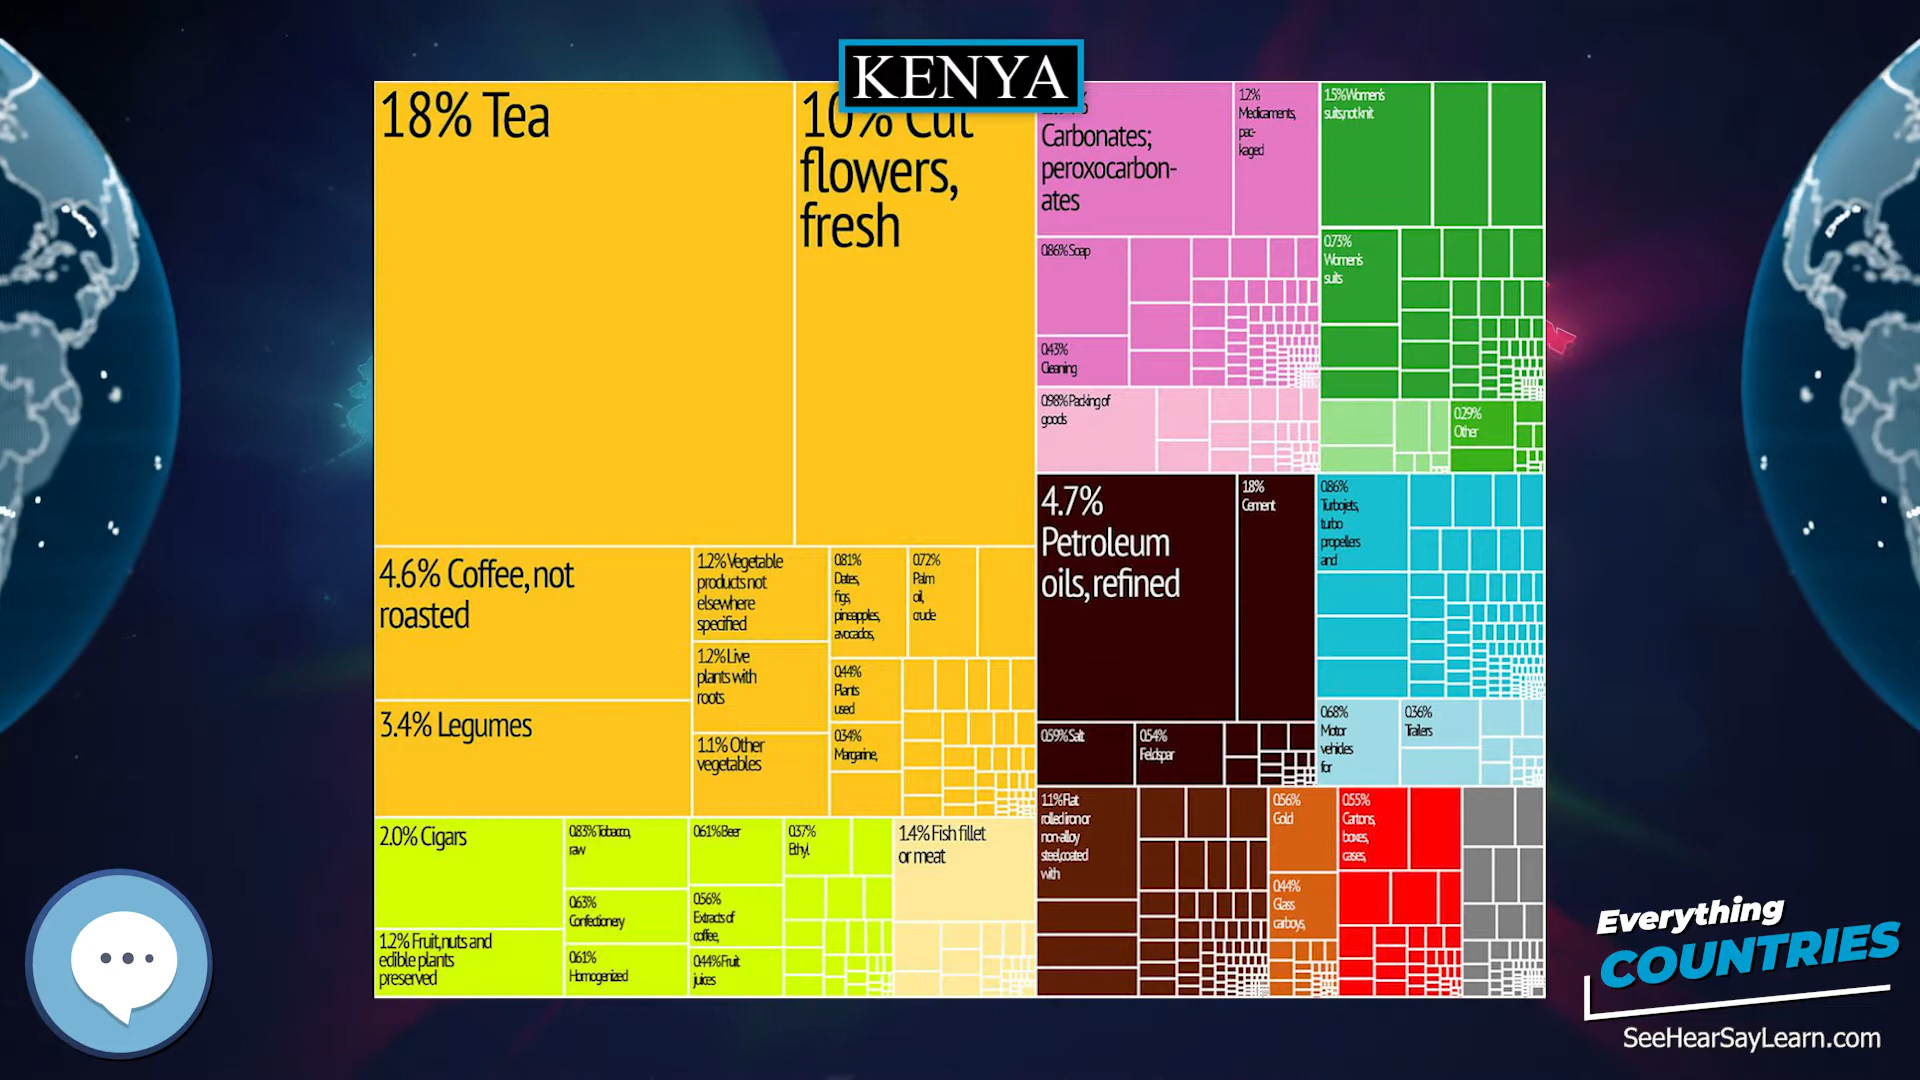 KENYA
18% Tea
10% Cut
flowers,
fresh
Carbonates;
peroxocarbon-
ates
1.2%
Medicaments,
pac-
kaged
1.5% Women's
suits, not knit
0.86% Soap
0.73%
Women's
suits
0.43%
Cleaning
0.98% Packing of
goods
0.29%
Other
4.7%
Petroleum
oils, refined
1.8%
Cement
0.86%
Turbojets,
turbo
propellers
and
4.6% Coffee, not
roasted
1.2% Vegetable
products not
elsewhere
specified
0.81%
Dates,
figs,
pineapples,
avocados,
0.72%
Palm
oil,
crude
1.2% Live
plants with
roots
0.44%
Plants
used
3.4% Legumes
1.1% Other
vegetables
0.34%
Margarine,
0.59% Salt
0.54%
Feldspar
0.68%
Motor
vehicles
for
0.36%
Trailers
2.0% Cigars
0.83% Tobacco,
raw
0.61% Beer
0.37%
Ethyl
1.4% Fish fillet
or meat
1.1% Flat
rolled iron or
non-alloy
steel, coated
with
0.56%
Gold
0.55%
Cartons,
boxes,
cases,
0.63%
Confectionery
0.56%
Extracts of
coffee,
0.44%
Glass
carboys,
1.2% Fruit, nuts and
edible plants
preserved
0.61%
Homogenized
0.44% Fruit
juices
Everything
COUNTRIES
SeeHearSayLearn.com